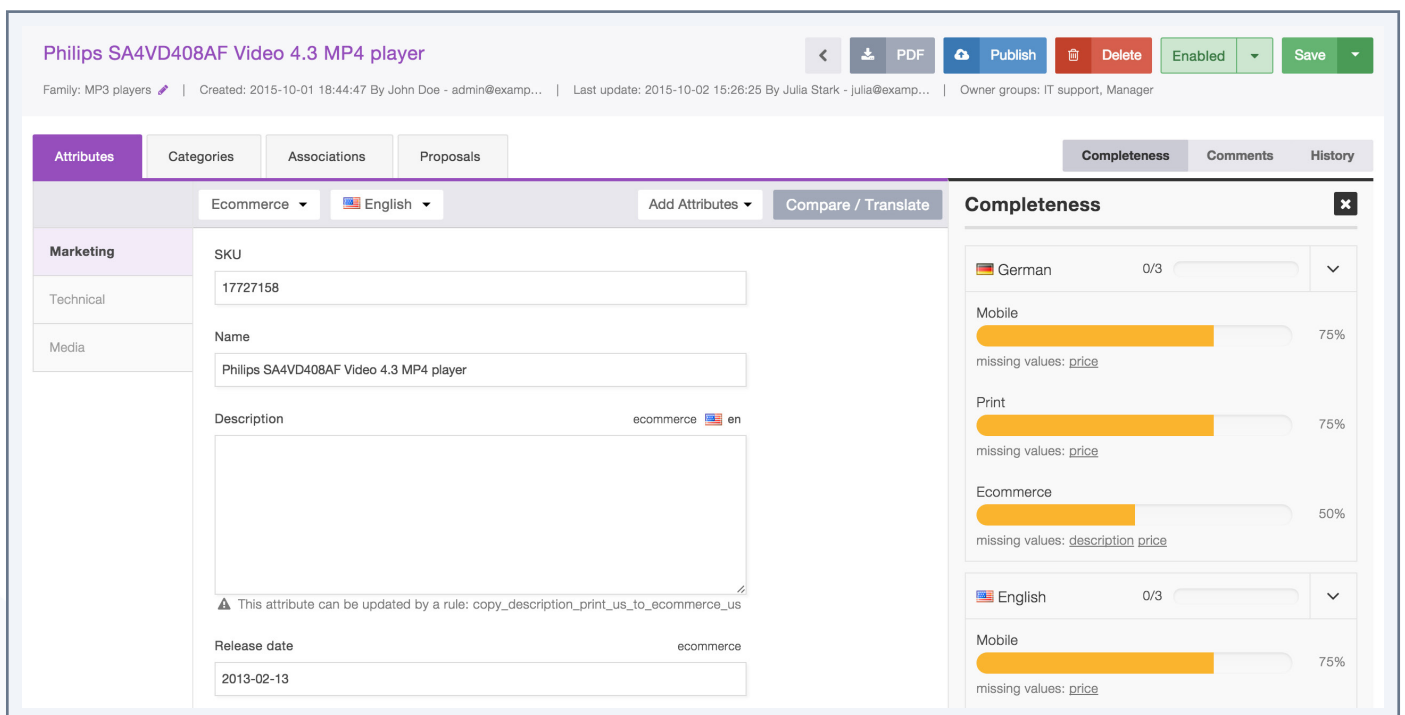 Philips SA4VD408AF Video 4.3 MP4 player
PDF Publish Delete Enabled Save
Family: MP3 players | Created: 2015-10-01 18:44:47 By John Doe - admin@examp... | Last update: 2015-10-02 15:26:25 By Julia Stark - julia@examp... | Owner groups: IT support, Manager
Attributes Categories Associations Proposals
Completeness Comments History
Ecommerce English Add Attributes Compare / Translate
Marketing
Technical
Media
SKU
17727158
Name
Philips SA4VD408AF Video 4.3 MP4 player
Description ecommerce en
This attribute can be updated by a rule: copy_description_print_us_to_ecommerce_us
Release date ecommerce
2013-02-13
Completeness
German 0/3
Mobile
75%
missing values: price
Print
75%
missing values: price
Ecommerce
50%
missing values: description price
English 0/3
Mobile
75%
missing values: price